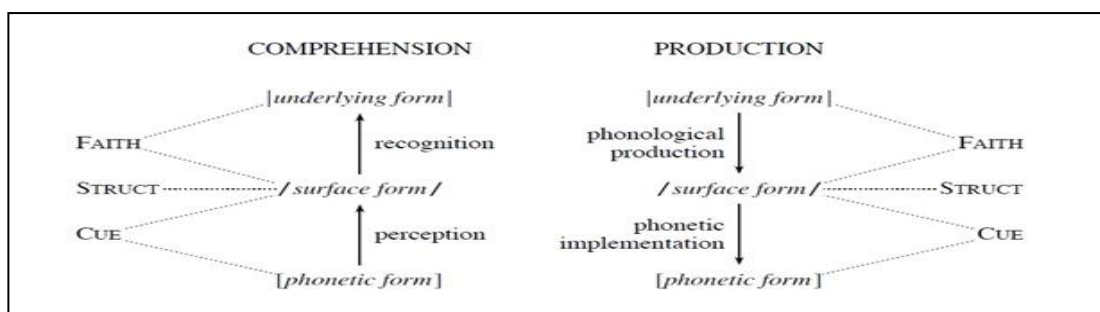 COMPREHENSION PRODUCTION
|underlying form| |underlying form|
FAITH recognition phonological production FAITH
STRUCT /surface form/ /surface form/ STRUCT
CUE perception phonetic implementation CUE
[phonetic form] [phonetic form]